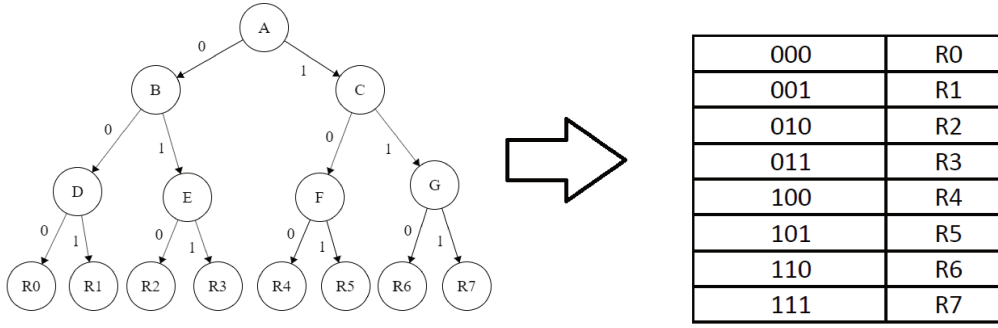 A
0 1
B C
0 1 0 1
D E F G
0 1 0 1 0 1 0 1
R0 R1 R2 R3 R4 R5 R6 R7
000 R0
001 R1
010 R2
011 R3
100 R4
101 R5
110 R6
111 R7